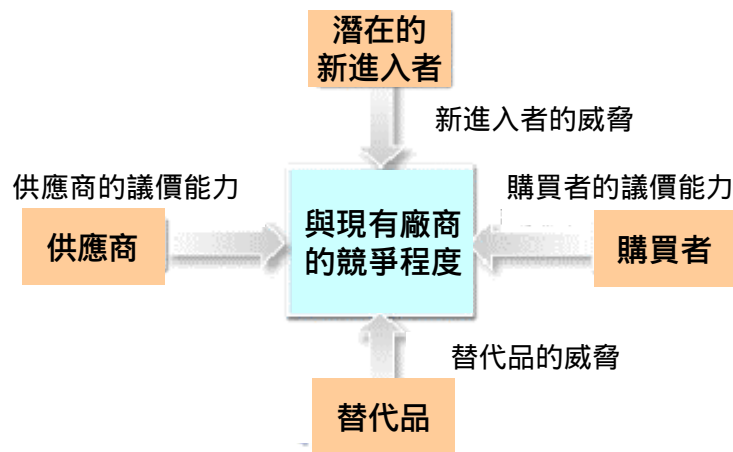 潛在的
新進入者
新進入者的威脅
供應商的議價能力
購買者的議價能力
供應商
與現有廠商
的競爭程度
購買者
替代品的威脅
替代品